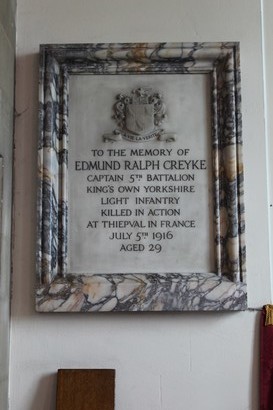 TO THE MEMORY OF
EDMUND RALPH CREYKE
CAPTAIN 5TH BATTALION
KING'S OWN YORKSHIRE
LIGHT INFANTRY
KILLED IN ACTION
AT THIEPVAL IN FRANCE
JULY 5TH 1916
AGED 29